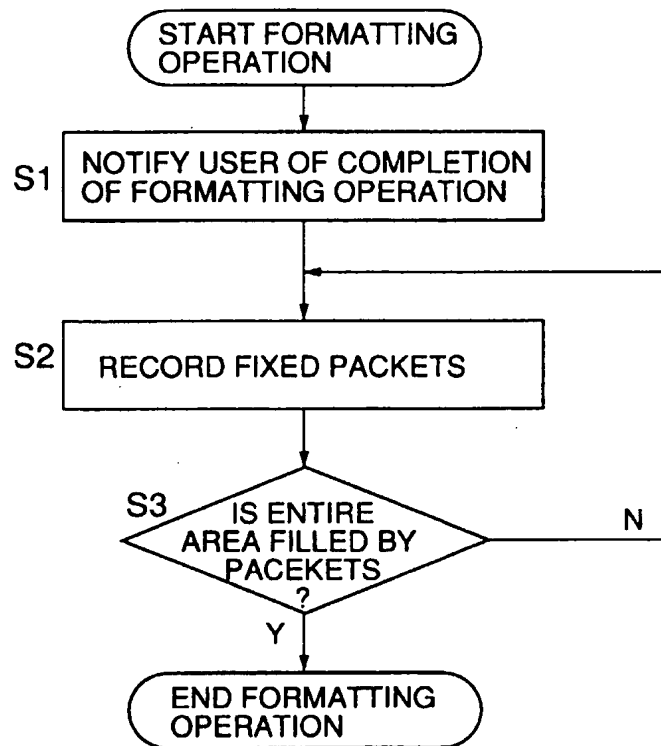 START FORMATTING
OPERATION
S1
NOTIFY USER OF COMPLETION
OF FORMATTING OPERATION
S2
RECORD FIXED PACKETS
S3
IS ENTIRE
AREA FILLED BY
PACEKETS
?
N
Y
END FORMATTING
OPERATION